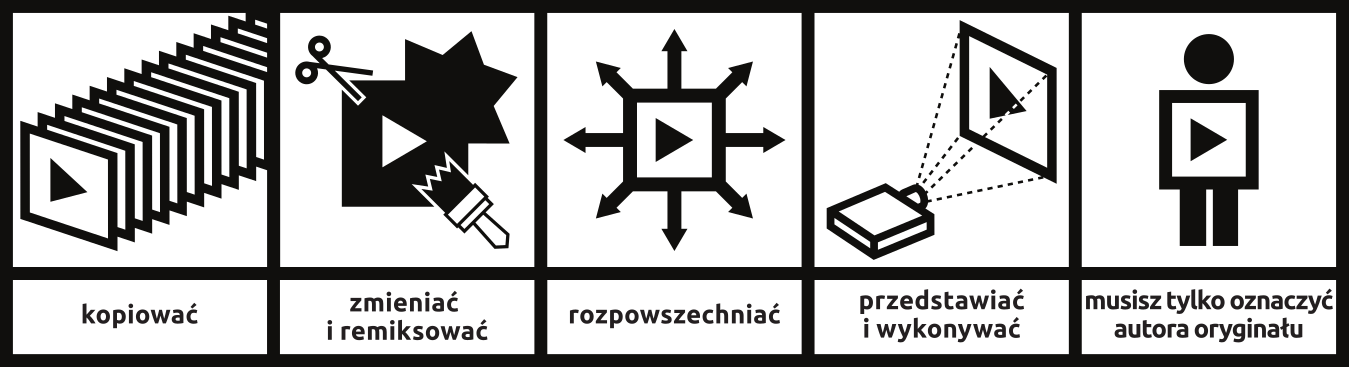 kopiować
zmieniać
i remiksować
rozpowszechniać
przedstawiać
i wykonywać
musisz tylko oznaczyć
autora oryginału